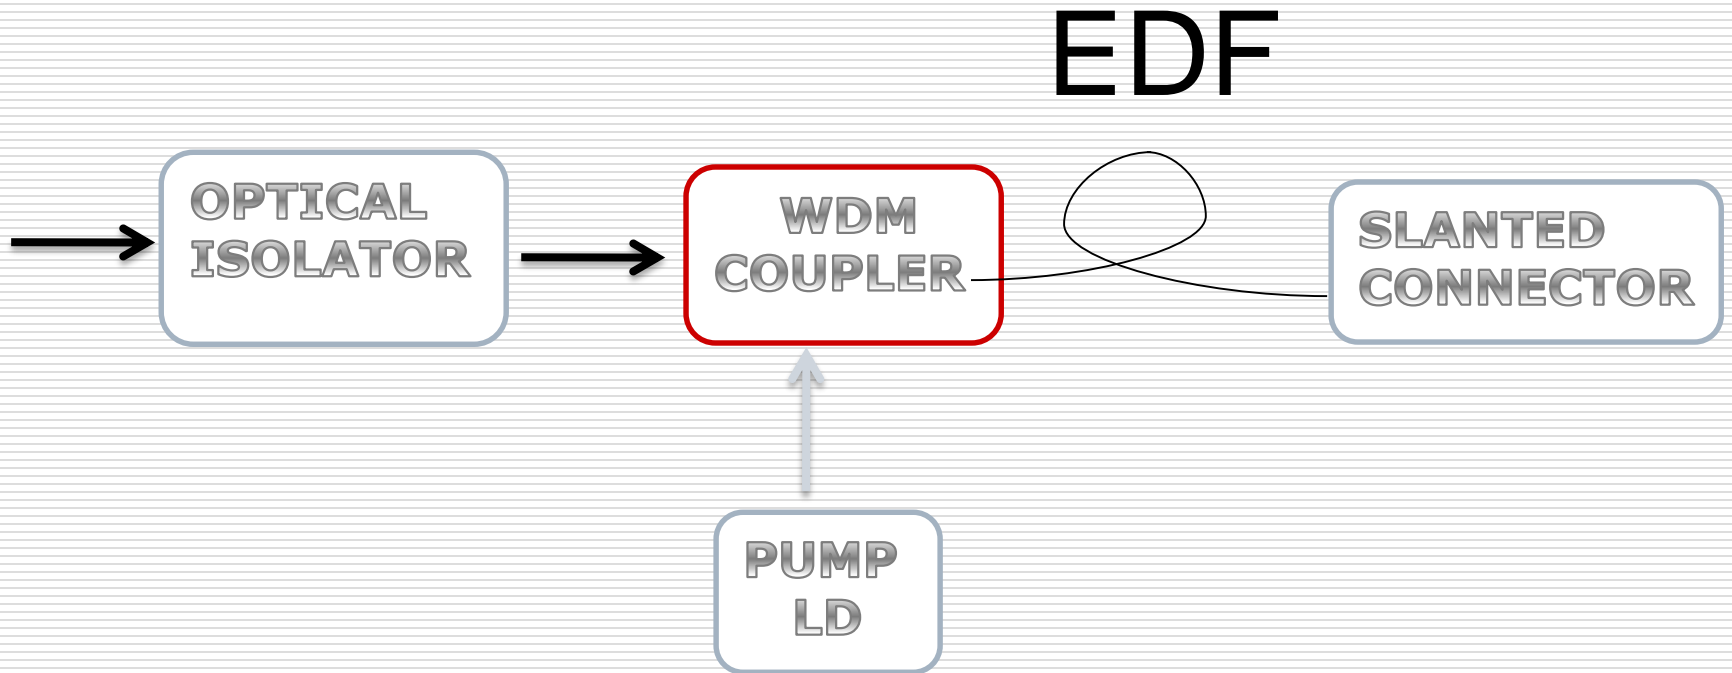 EDF
OPTICAL
ISOLATOR
WDM
COUPLER
SLANTED
CONNECTOR
PUMP
LD